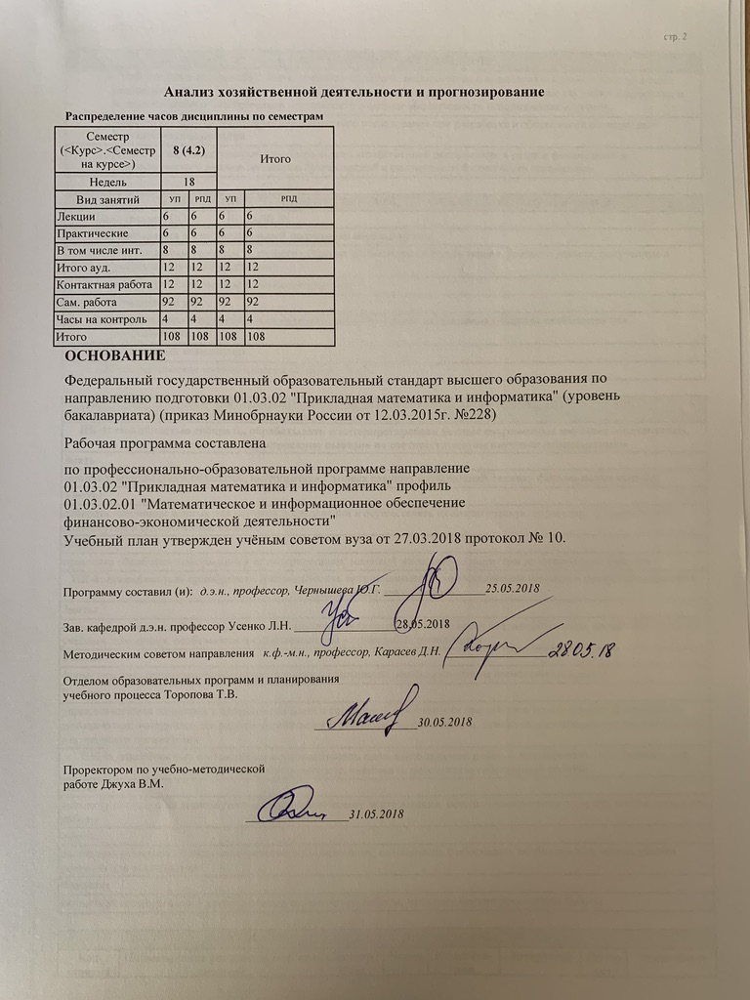 стр. 2
Анализ хозяйственной деятельности и прогнозирование
Распределение часов дисциплины по семестрам
Семестр (<Курс>.<Семестр на курсе>) 8 (4.2) Итого
Недель 18
Вид занятий УП РПД УП РПД
Лекции 6 6 6 6
Практические 6 6 6 6
В том числе инт. 8 8 8 8
Итого ауд. 12 12 12 12
Контактная работа 12 12 12 12
Сам. работа 92 92 92 92
Часы на контроль 4 4 4 4
Итого 108 108 108 108
ОСНОВАНИЕ
Федеральный государственный образовательный стандарт высшего образования по
направлению подготовки 01.03.02 "Прикладная математика и информатика" (уровень
бакалавриата) (приказ Минобрнауки России от 12.03.2015г. №228)
Рабочая программа составлена
по профессионально-образовательной программе направление
01.03.02 "Прикладная математика и информатика" профиль
01.03.02.01 "Математическое и информационное обеспечение
финансово-экономической деятельности"
Учебный план утвержден учёным советом вуза от 27.03.2018 протокол № 10.
Программу составил (и): д.э.н., профессор, Чернышева Ю.Г. 25.05.2018
Зав. кафедрой д.э.н. профессор Усенко Л.Н. 28.05.2018
Методическим советом направления к.ф.-м.н., профессор, Карасев Д.Н. 28.05.18
Отделом образовательных программ и планирования
учебного процесса Торопова Т.В.
30.05.2018
Проректором по учебно-методической
работе Джуха В.М.
31.05.2018